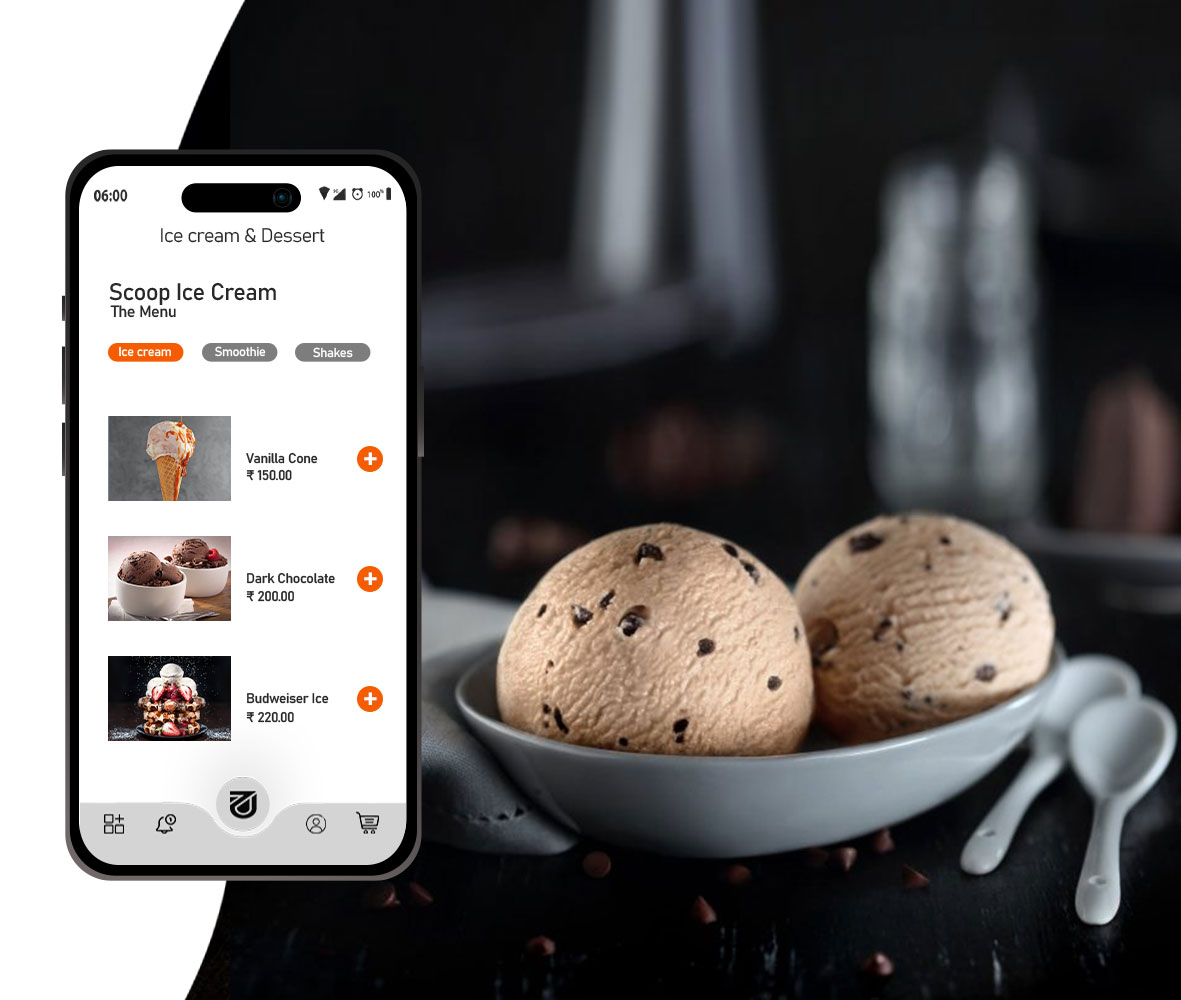 06:00
100%
Ice cream & Dessert
Scoop Ice Cream
The Menu
Ice cream
Smoothie
Shakes
Vanilla Cone
₹ 150.00
Dark Chocolate
₹ 200.00
Budweiser Ice
₹ 220.00